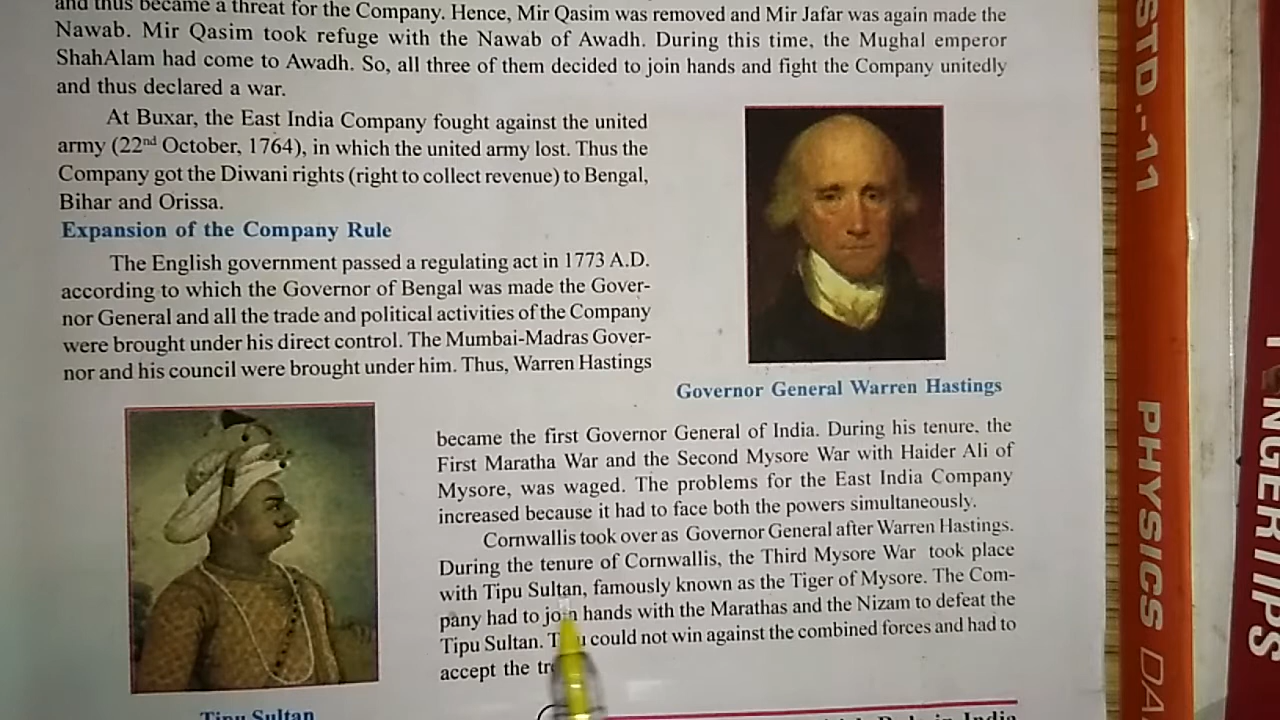 and thus became a threat for the Company. Hence, Mir Qasim was removed and Mir Jafar was again made the
Nawab. Mir Qasim took refuge with the Nawab of Awadh. During this time, the Mughal emperor
ShahAlam had come to Awadh. So, all three of them decided to join hands and fight the Company unitedly
and thus declared a war.
At Buxar, the East India Company fought against the united
army (22nd October, 1764), in which the united army lost. Thus the
Company got the Diwani rights (right to collect revenue) to Bengal,
Bihar and Orissa.
Expansion of the Company Rule
The English government passed a regulating act in 1773 A.D.
according to which the Governor of Bengal was made the Gover-
nor General and all the trade and political activities of the Company
were brought under his direct control. The Mumbai-Madras Gover-
nor and his council were brought under him. Thus, Warren Hastings
Governor General Warren Hastings
became the first Governor General of India. During his tenure, the
First Maratha War and the Second Mysore War with Haider Ali of
Mysore, was waged. The problems for the East India Company
increased because it had to face both the powers simultaneously.
Cornwallis took over as Governor General after Warren Hastings.
During the tenure of Cornwallis, the Third Mysore War took place
with Tipu Sultan, famously known as the Tiger of Mysore. The Com-
pany had to join hands with the Marathas and the Nizam to defeat the
Tipu Sultan. could not win against the combined forces and had to
accept the
Tipu Sultan
in India
STD.-11
PHYSICS